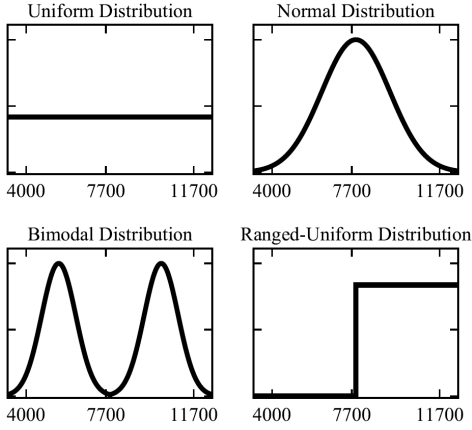 Uniform Distribution
Normal Distribution
4000 7700 11700
4000 7700 11700
Bimodal Distribution
Ranged-Uniform Distribution
4000 7700 11700
4000 7700 11700